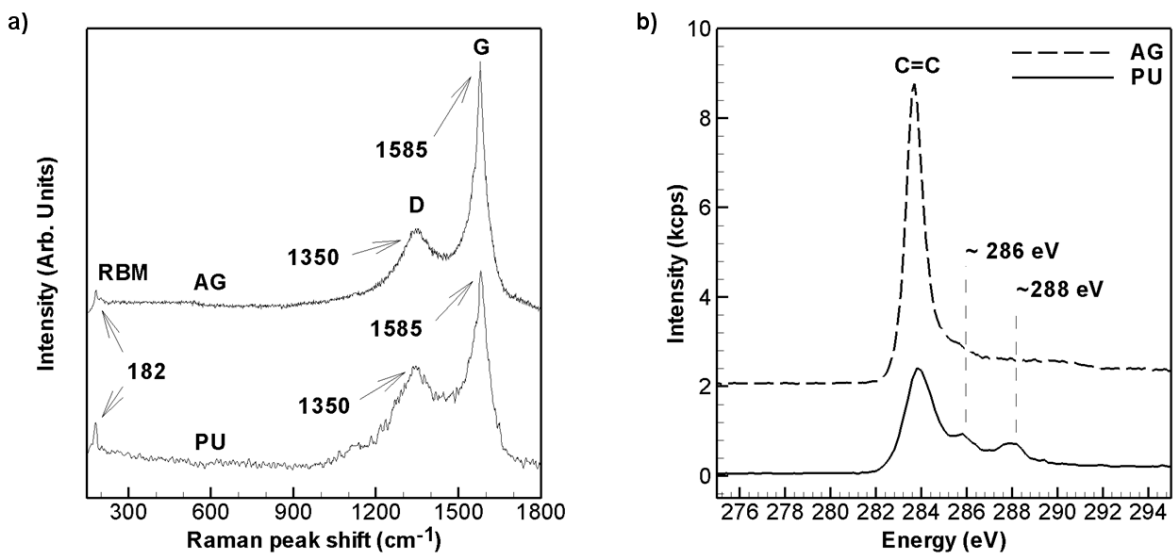 a)
Intensity (Arb. Units)
G
1585
D
1350
RBM
AG
1585
182
1350
PU
300 600 900 1200 1500 1800
Raman peak shift (cm⁻¹)
b)
Intensity (kcps)
10
8
6
4
2
0
C=C
AG
PU
~ 286 eV
~288 eV
276 278 280 282 284 286 288 290 292 294
Energy (eV)